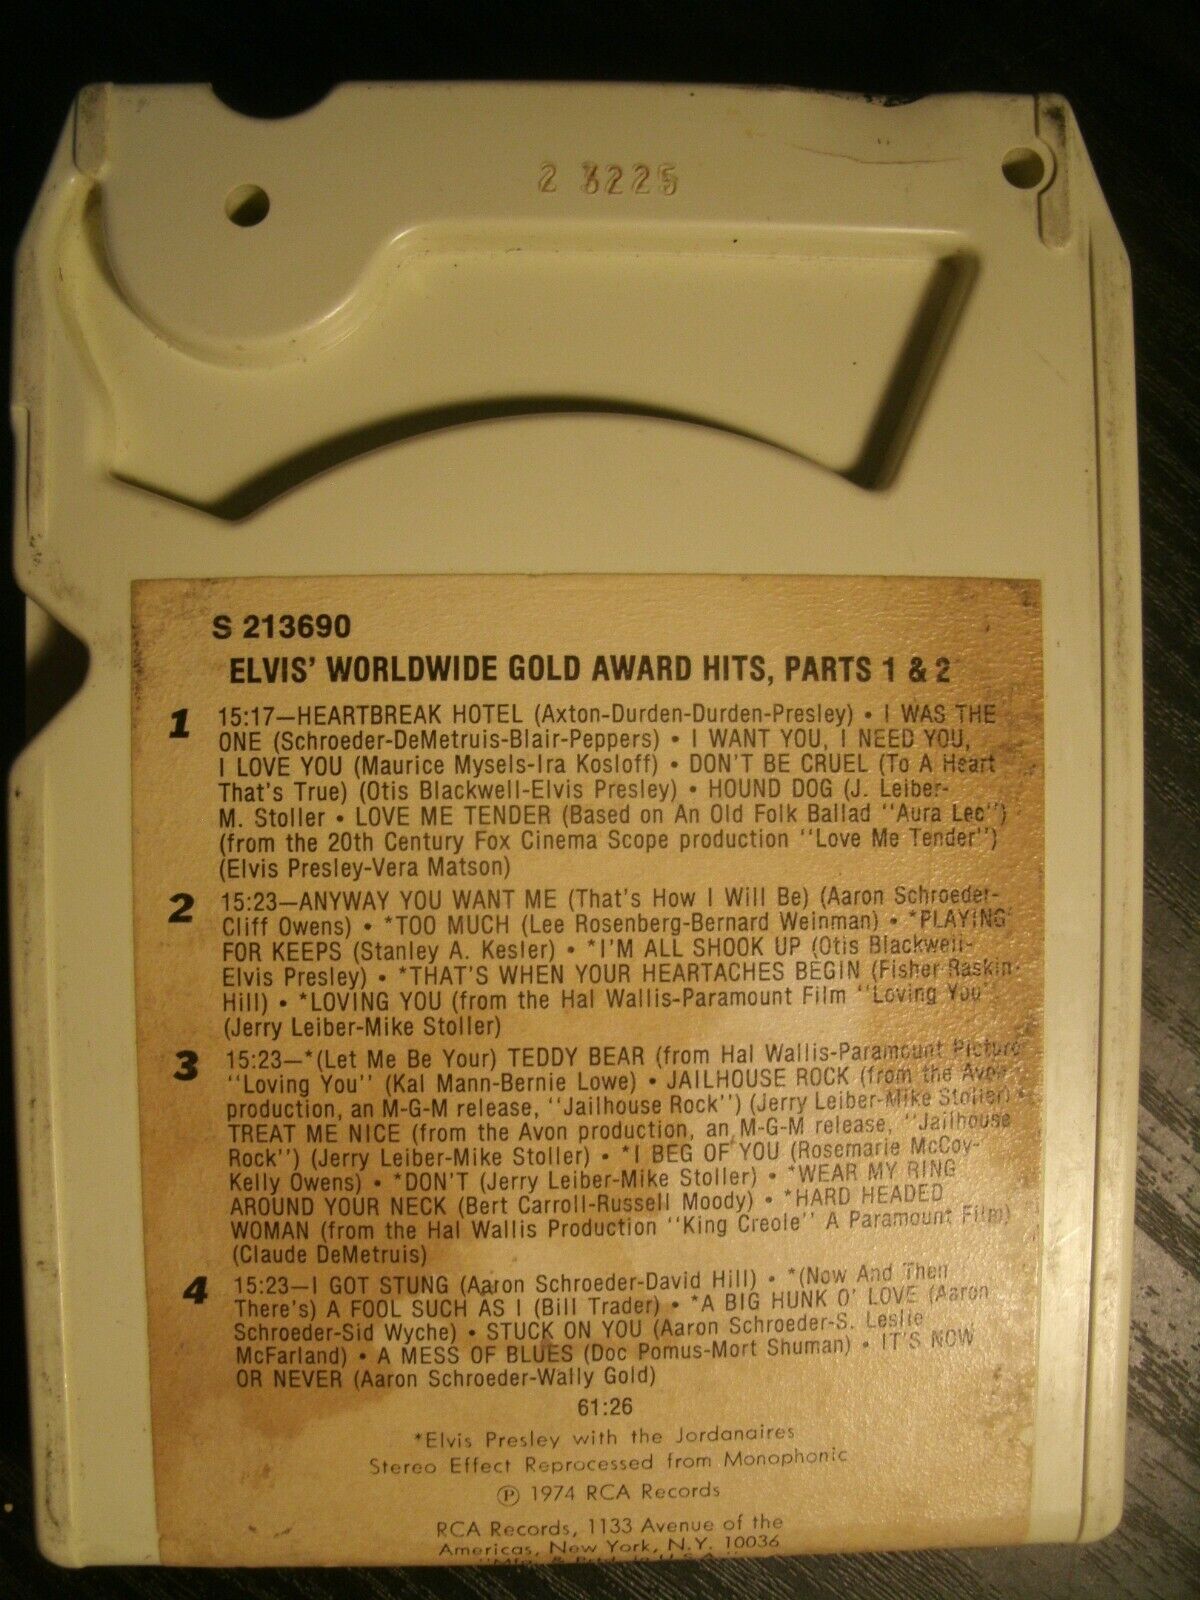 2 3225
S 213690
ELVIS' WORLDWIDE GOLD AWARD HITS, PARTS 1 & 2
1 15:17—HEARTBREAK HOTEL (Axton-Durden-Durden-Presley) • I WAS THE
ONE (Schroeder-DeMetruis-Blair-Peppers) • I WANT YOU, I NEED YOU,
I LOVE YOU (Maurice Mysels-Ira Kosloff) • DON'T BE CRUEL (To A Heart
That's True) (Otis Blackwell-Elvis Presley) • HOUND DOG (J. Leiber-
M. Stoller • LOVE ME TENDER (Based on An Old Folk Ballad "Aura Lee")
(from the 20th Century Fox Cinema Scope production "Love Me Tender")
(Elvis Presley-Vera Matson)
2 15:23—ANYWAY YOU WANT ME (That's How I Will Be) (Aaron Schroeder-
Cliff Owens) • *TOO MUCH (Lee Rosenberg-Bernard Weinman) • *PLAYING
FOR KEEPS (Stanley A. Kesler) • *I'M ALL SHOOK UP (Otis Blackwell-
Elvis Presley) • *THAT'S WHEN YOUR HEARTACHES BEGIN (Fisher-Raskin-
Hill) • *LOVING YOU (from the Hal Wallis-Paramount Film "Loving You"
(Jerry Leiber-Mike Stoller)
3 15:23—*(Let Me Be Your) TEDDY BEAR (from Hal Wallis-Paramount Picture
"Loving You" (Kal Mann-Bernie Lowe) • JAILHOUSE ROCK (from the Avon
production, an M-G-M release, "Jailhouse Rock") (Jerry Leiber-Mike Stoller) •
TREAT ME NICE (from the Avon production, an M-G-M release, "Jailhouse
Rock") (Jerry Leiber-Mike Stoller) • *I BEG OF YOU (Rosemarie McCoy-
Kelly Owens) • *DON'T (Jerry Leiber-Mike Stoller) • *WEAR MY RING
AROUND YOUR NECK (Bert Carroll-Russell Moody) • *HARD HEADED
WOMAN (from the Hal Wallis Production "King Creole" A Paramount Film)
(Claude DeMetruis)
4 15:23—I GOT STUNG (Aaron Schroeder-David Hill) • *(Now And Then
There's) A FOOL SUCH AS I (Bill Trader) • *A BIG HUNK O' LOVE (Aaron
Schroeder-Sid Wyche) • STUCK ON YOU (Aaron Schroeder-S. Leslie
McFarland) • A MESS OF BLUES (Doc Pomus-Mort Shuman) • IT'S NOW
OR NEVER (Aaron Schroeder-Wally Gold)
61:26
*Elvis Presley with the Jordanaires
Stereo Effect Reprocessed from Monophonic
Ⓟ 1974 RCA Records
RCA Records, 1133 Avenue of the
Americas, New York, N.Y. 10036
"Mfg. & Prtd. in U.S.A."